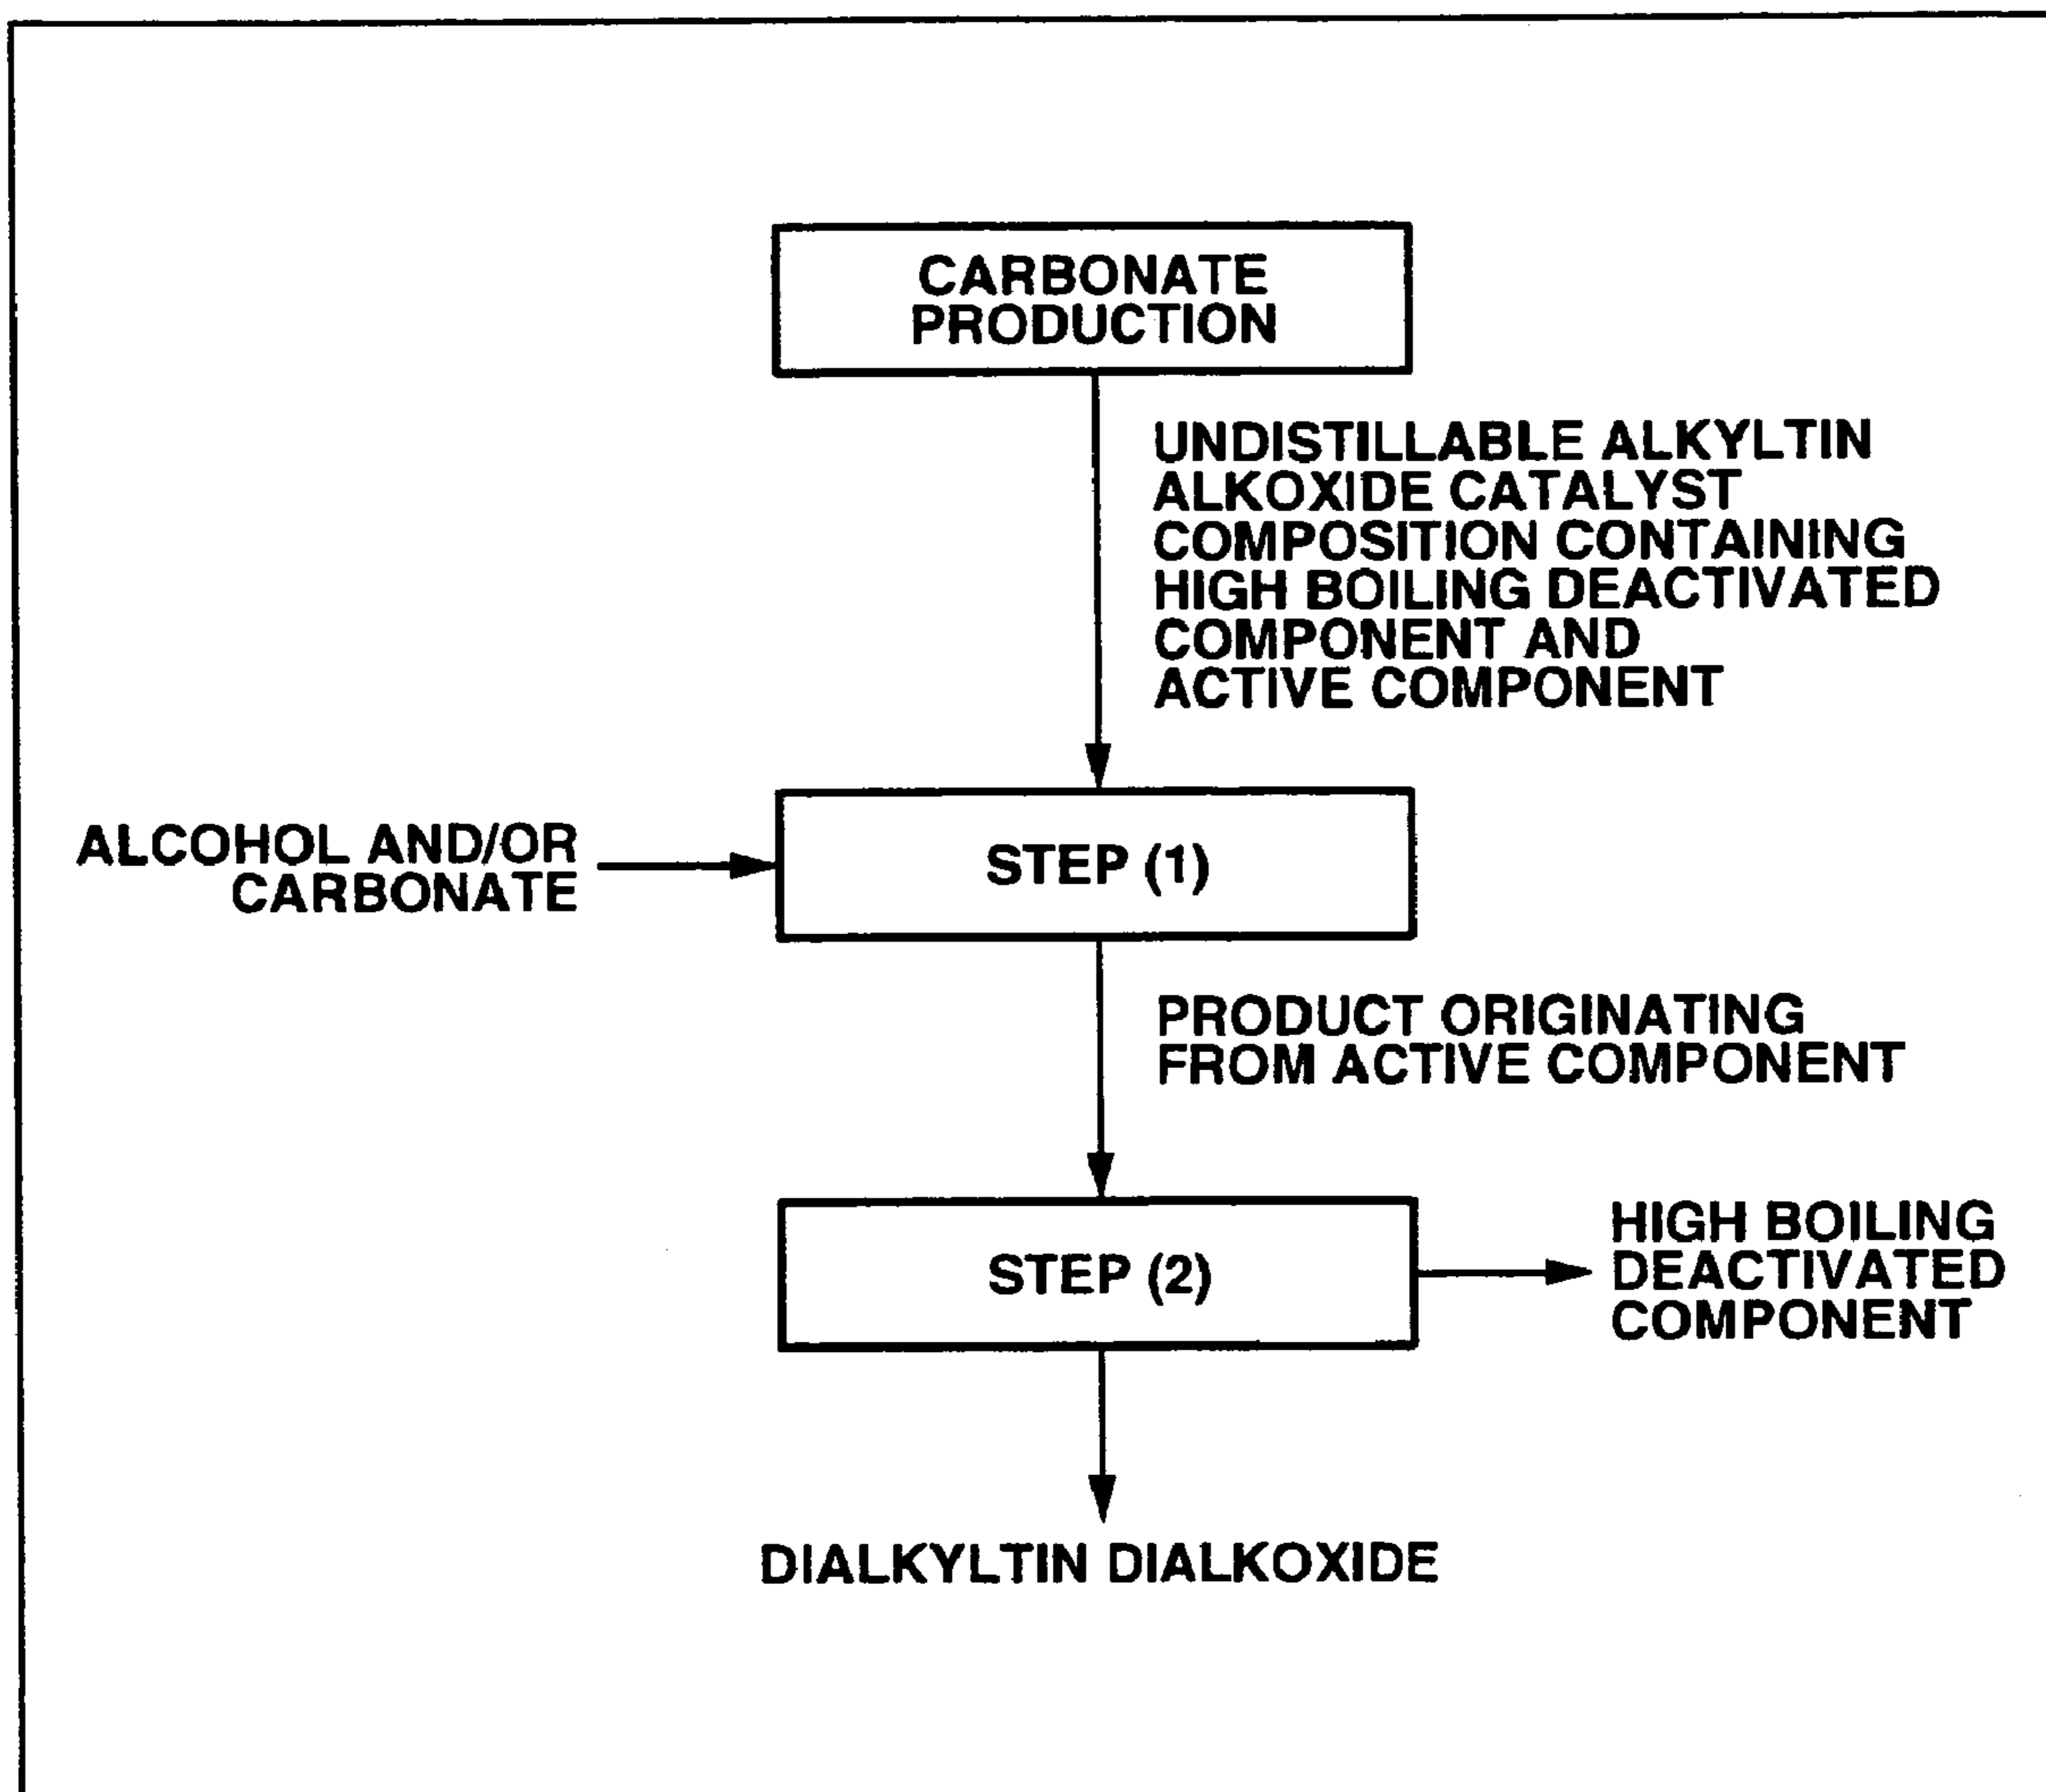 CARBONATE
PRODUCTION
UNDISTILLABLE ALKYLTIN
ALKOXIDE CATALYST
COMPOSITION CONTAINING
HIGH BOILING DEACTIVATED
COMPONENT AND
ACTIVE COMPONENT
ALCOHOL AND/OR
CARBONATE
STEP (1)
PRODUCT ORIGINATING
FROM ACTIVE COMPONENT
STEP (2)
HIGH BOILING
DEACTIVATED
COMPONENT
DIALKYLTIN DIALKOXIDE